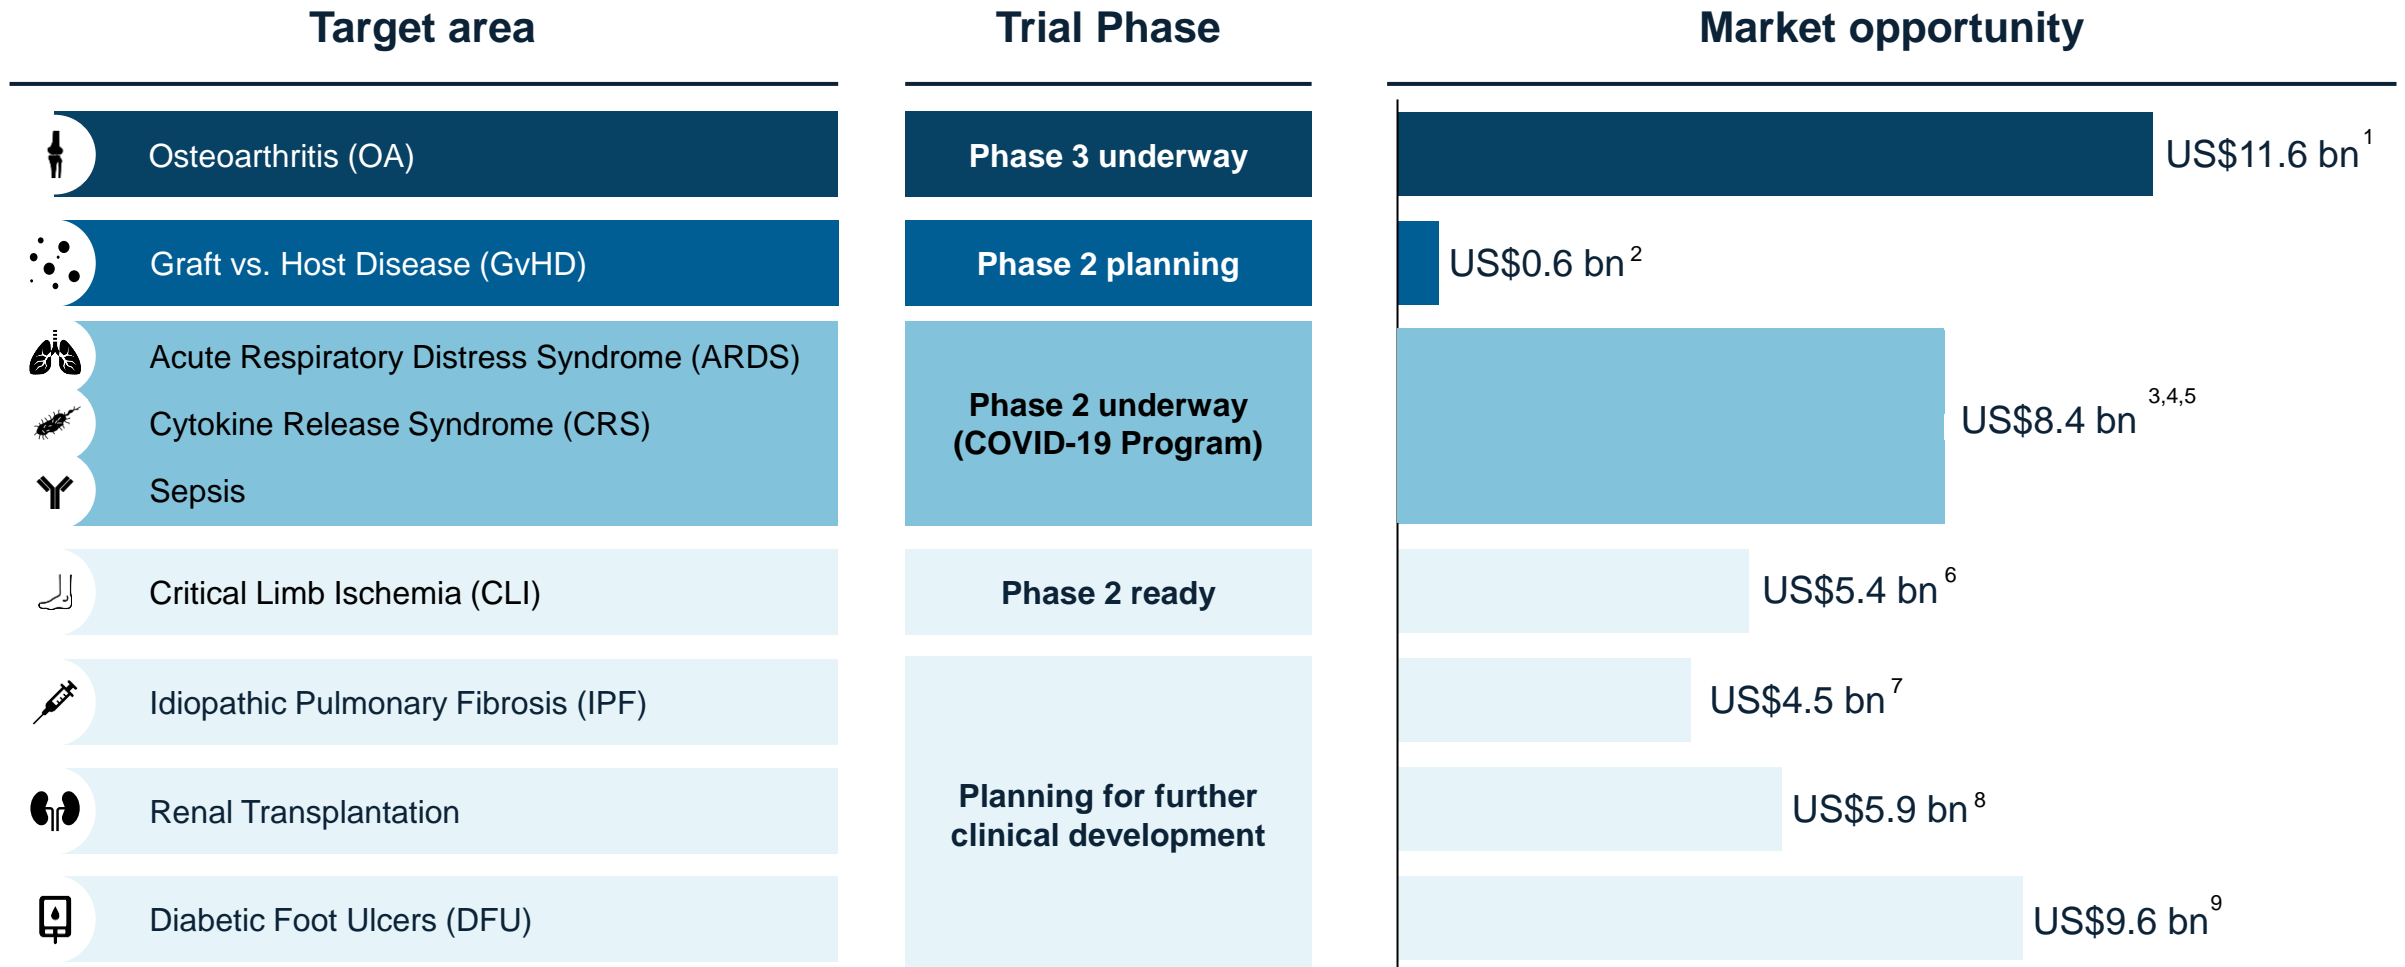 Target area
Trial Phase
Market opportunity
Osteoarthritis (OA)
Phase 3 underway
US$11.6 bn 1
Graft vs. Host Disease (GvHD)
Phase 2 planning
US$0.6 bn 2
Acute Respiratory Distress Syndrome (ARDS)
Cytokine Release Syndrome (CRS)
Sepsis
Phase 2 underway
(COVID-19 Program)
US$8.4 bn 3,4,5
Critical Limb Ischemia (CLI)
Phase 2 ready
US$5.4 bn 6
Idiopathic Pulmonary Fibrosis (IPF)
US$4.5 bn 7
Renal Transplantation
Planning for further
clinical development
US$5.9 bn 8
Diabetic Foot Ulcers (DFU)
US$9.6 bn 9